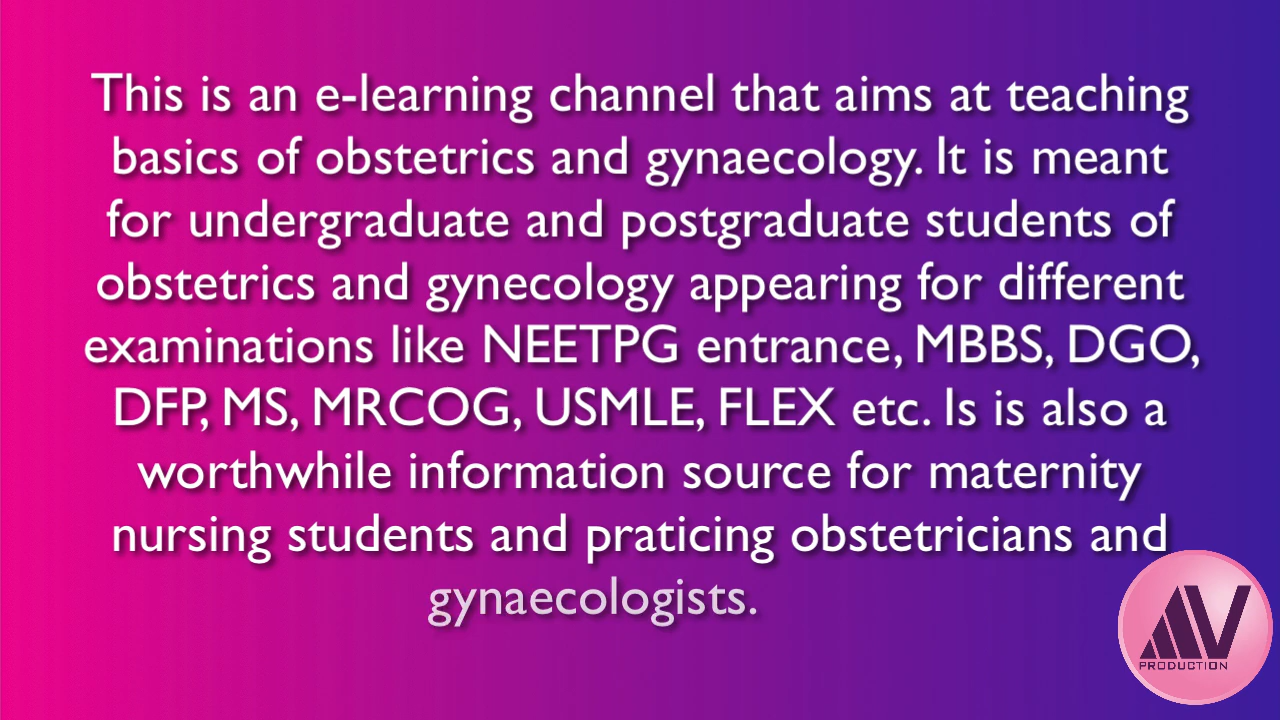 This is an e-learning channel that aims at teaching
basics of obstetrics and gynaecology. It is meant
for undergraduate and postgraduate students of
obstetrics and gynecology appearing for different
examinations like NEETPG entrance, MBBS, DGO,
DFP, MS, MRCOG, USMLE, FLEX etc. Is is also a
worthwhile information source for maternity
nursing students and praticing obstetricians and
gynaecologists.
AV
PRODUCTION